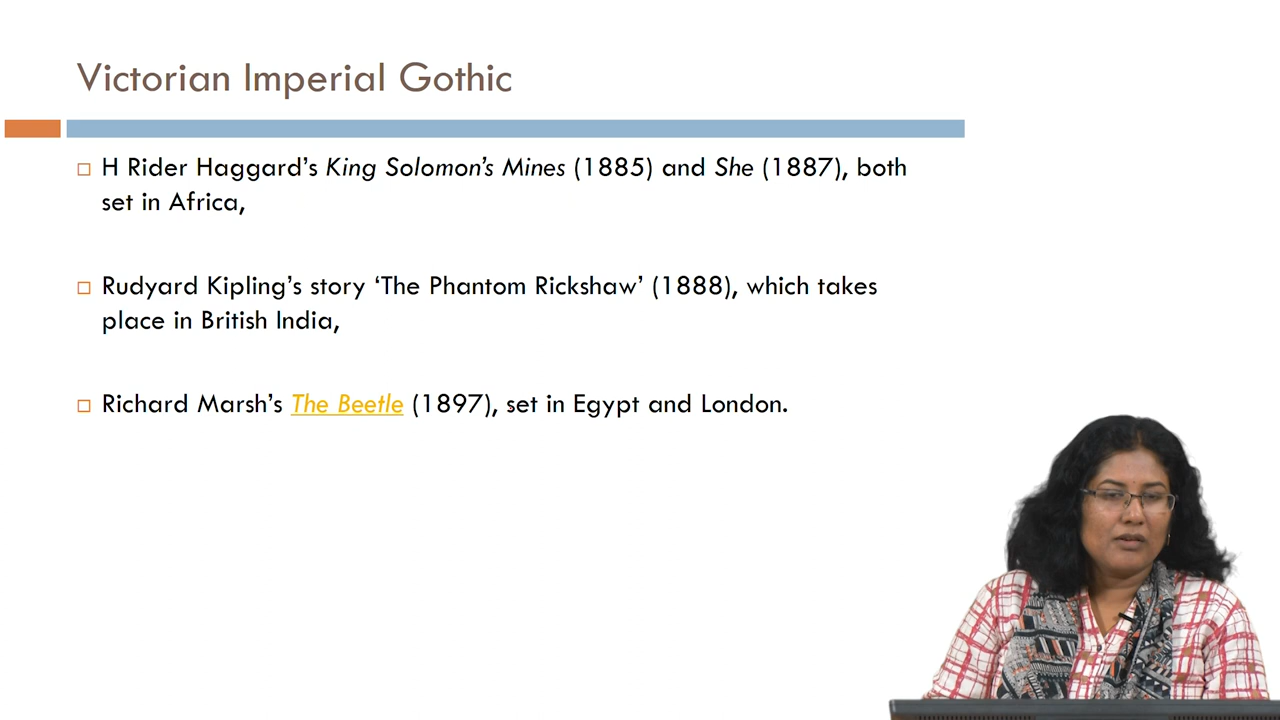 Victorian Imperial Gothic
H Rider Haggard's King Solomon's Mines (1885) and She (1887), both
set in Africa,
Rudyard Kipling's story ‘The Phantom Rickshaw’ (1888), which takes
place in British India,
Richard Marsh's The Beetle (1897), set in Egypt and London.